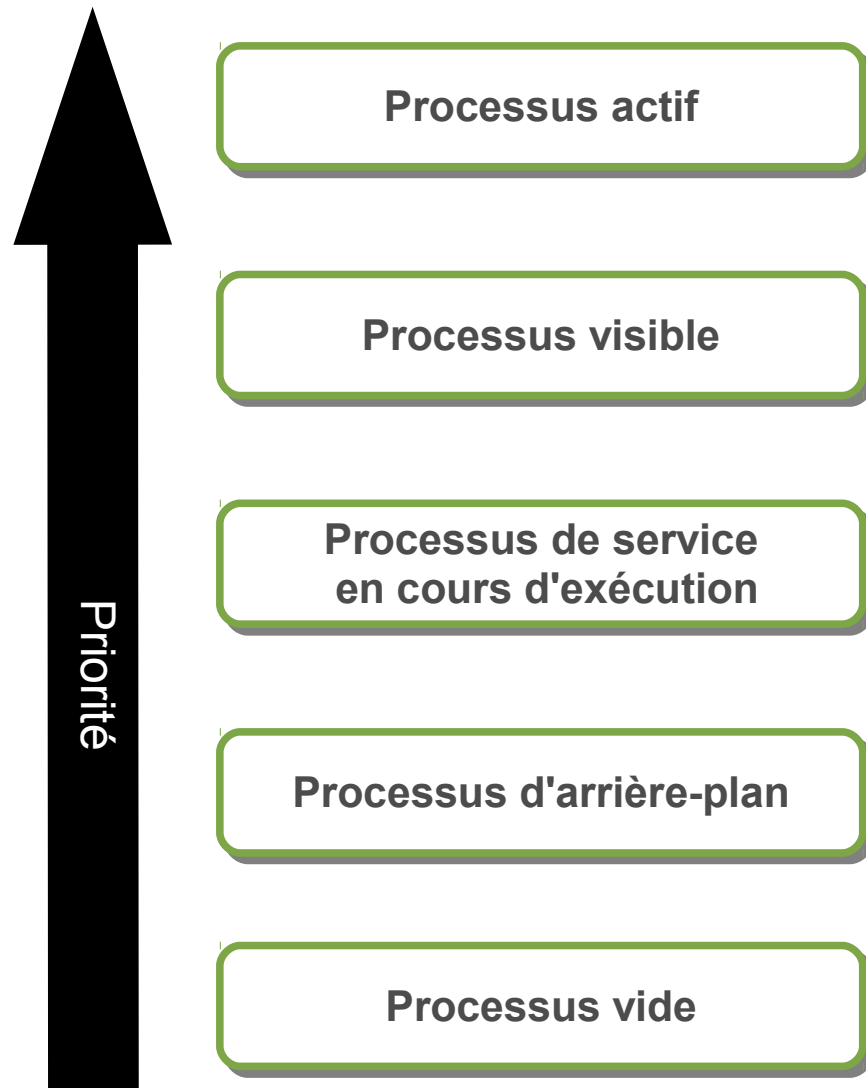 Processus actif
Processus visible
Processus de service
en cours d'exécution
Priorité
Processus d'arrière-plan
Processus vide